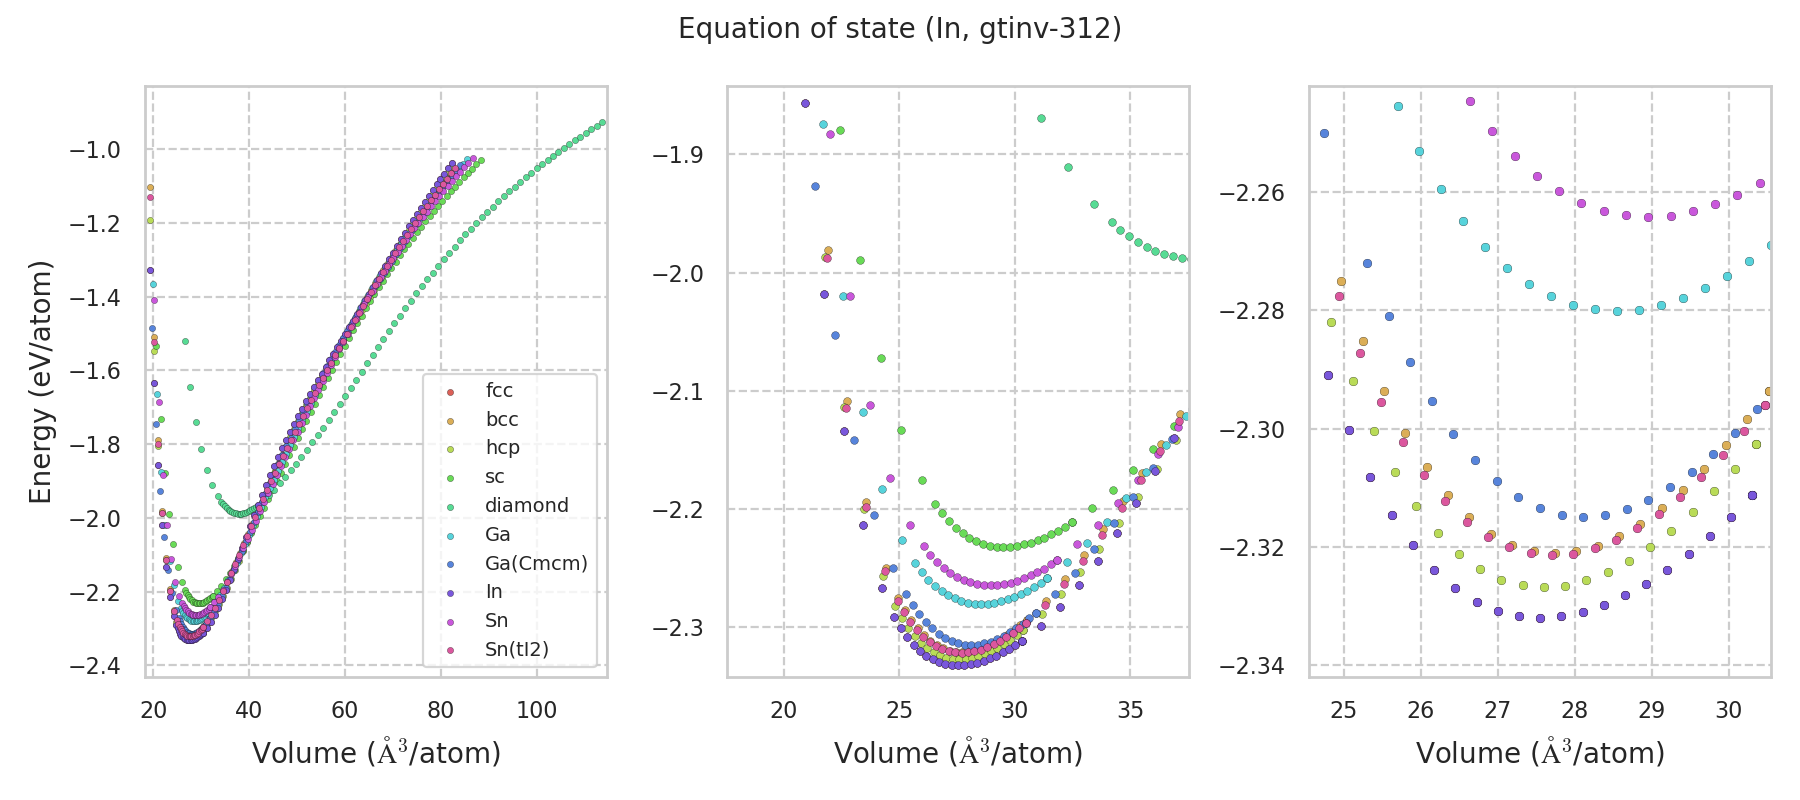 Equation of state (In, gtinv-312)
Energy (eV/atom)
−1.0
−1.2
−1.4
−1.6
−1.8
−2.0
−2.2
−2.4
20 40 60 80 100
Volume (Å³/atom)
fcc
bcc
hcp
sc
diamond
Ga
Ga(Cmcm)
In
Sn
Sn(tI2)
−1.9
−2.0
−2.1
−2.2
−2.3
20 25 30 35
Volume (Å³/atom)
−2.26
−2.28
−2.30
−2.32
−2.34
25 26 27 28 29 30
Volume (Å³/atom)